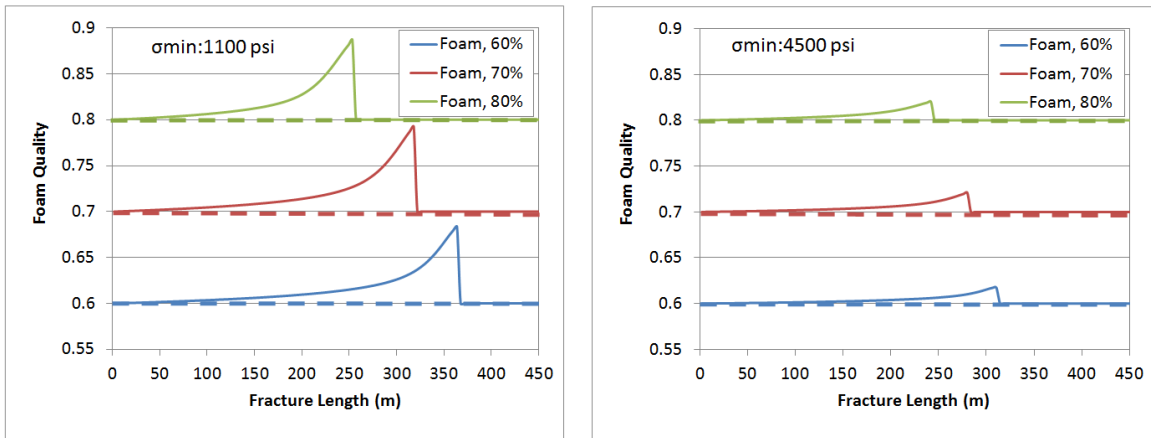 σmin:1100 psi
Foam, 60%
Foam, 70%
Foam, 80%
0.9
0.85
0.8
0.75
0.7
0.65
0.6
0.55
Foam Quality
0 50 100 150 200 250 300 350 400 450
Fracture Length (m)
σmin:4500 psi
Foam, 60%
Foam, 70%
Foam, 80%
0.9
0.85
0.8
0.75
0.7
0.65
0.6
0.55
Foam Quality
0 50 100 150 200 250 300 350 400 450
Fracture Length (m)